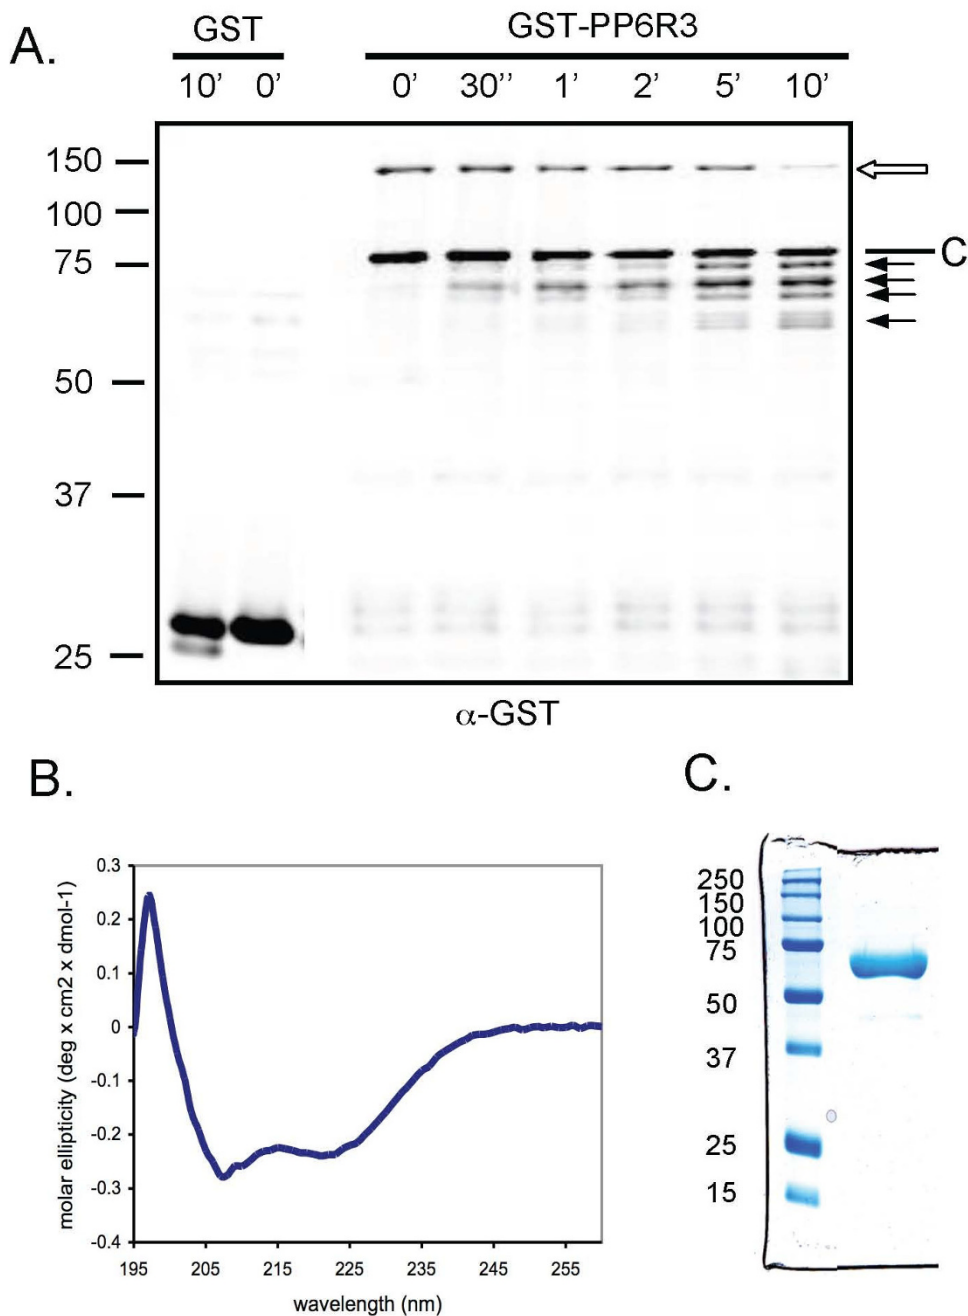 A.
GST
GST-PP6R3
10’ 0’
0’ 30’’ 1’ 2’ 5’ 10’
150
100
75
C
50
37
25
α-GST
B.
molar ellipticity (deg x cm2 x dmol-1)
0.3
0.2
0.1
0
-0.1
-0.2
-0.3
-0.4
195 205 215 225 235 245 255
wavelength (nm)
C.
250
150
100
75
50
37
25
15